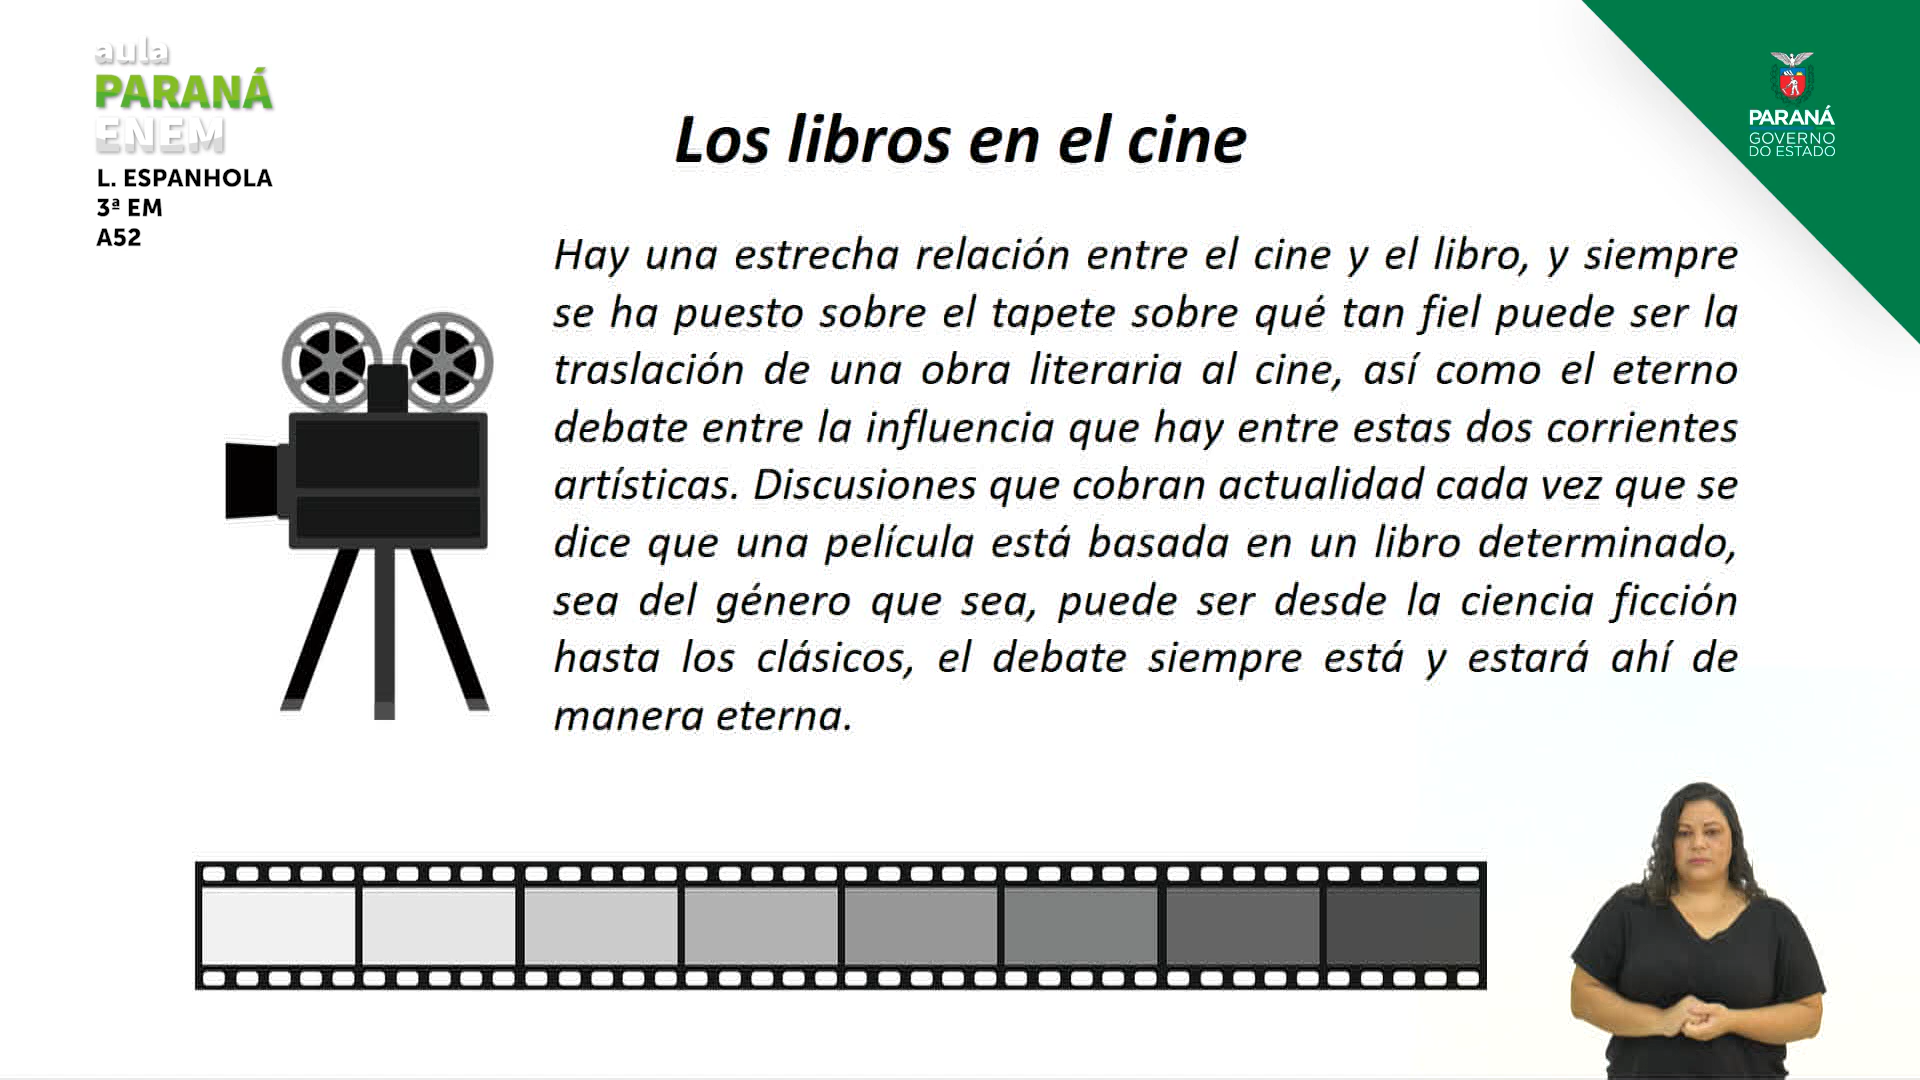 aula
PARANÁ
ENEM
L. ESPANHOLA
3ª EM
A52
PARANÁ
GOVERNO
DO ESTADO
Los libros en el cine
Hay una estrecha relación entre el cine y el libro, y siempre
se ha puesto sobre el tapete sobre qué tan fiel puede ser la
traslación de una obra literaria al cine, así como el eterno
debate entre la influencia que hay entre estas dos corrientes
artísticas. Discusiones que cobran actualidad cada vez que se
dice que una película está basada en un libro determinado,
sea del género que sea, puede ser desde la ciencia ficción
hasta los clásicos, el debate siempre está y estará ahí de
manera eterna.